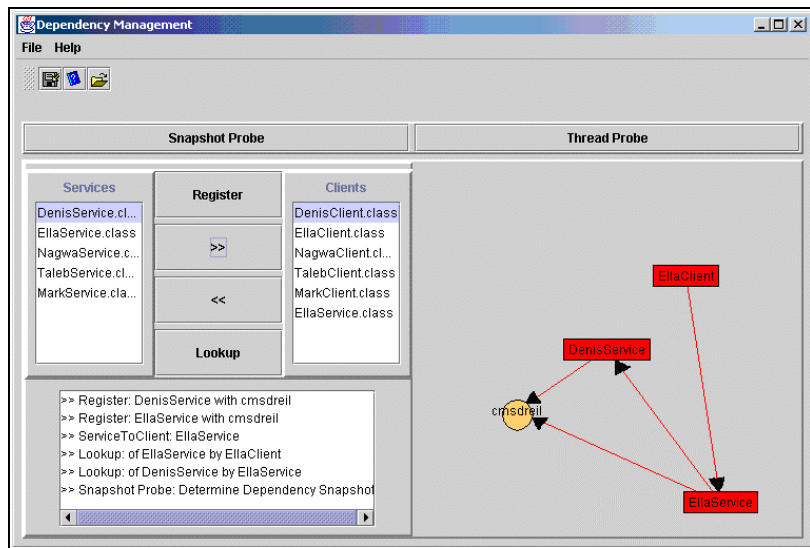 Dependency Management
File Help
Snapshot Probe
Thread Probe
Services
DenisService.cl...
EllaService.class
NagwaService.c...
TalebService.cl...
MarkService.cla...
Register
>>
<<
Lookup
Clients
DenisClient.class
EllaClient.class
NagwaClient.cl...
TalebClient.class
MarkClient.class
EllaService.class
>> Register: DenisService with cmsdreil
>> Register: EllaService with cmsdreil
>> ServiceToClient: EllaService
>> Lookup: of EllaService by EllaClient
>> Lookup: of DenisService by EllaService
>> Snapshot Probe: Determine Dependency Snapshot
EllaClient
DenisService
cmsdreil
EllaService